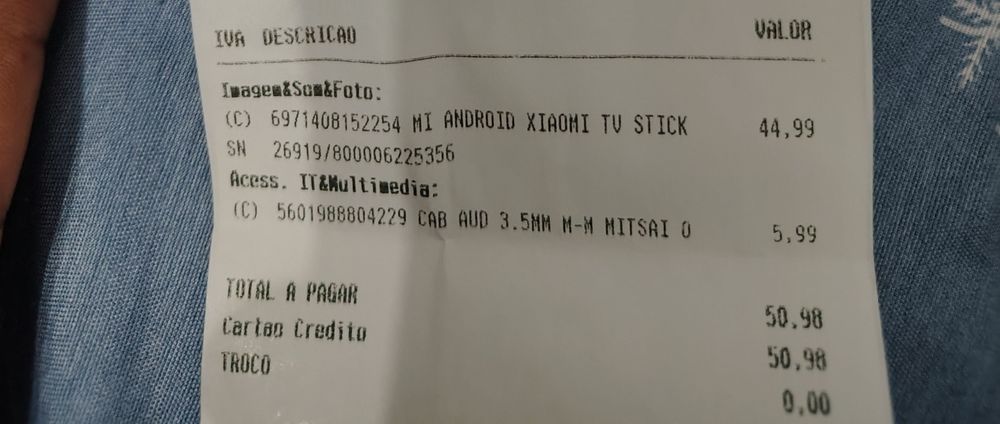 IVA DESCRICAO VALOR
Imagem&Som&Foto:
(C) 6971408152254 MI ANDROID XIAOMI TV STICK 44,99
SN 26919/800006225356
Acess. IT&Multimedia:
(C) 5601988804229 CAB AUD 3.5MM M-M MITSAI 0 5,99
TOTAL A PAGAR 50,98
Cartao Credito 50,98
TROCO 0,00